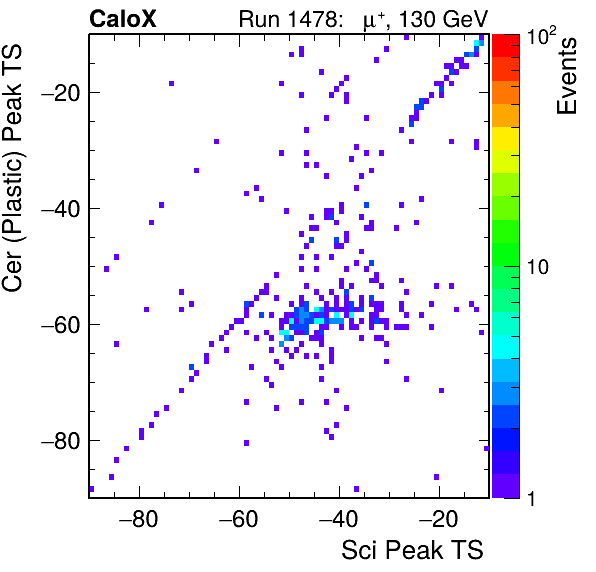 CaloX Run 1478: μ⁺, 130 GeV
Cer (Plastic) Peak TS
−20
−40
−60
−80
−80 −60 −40 −20
Sci Peak TS
10²
10
1
Events